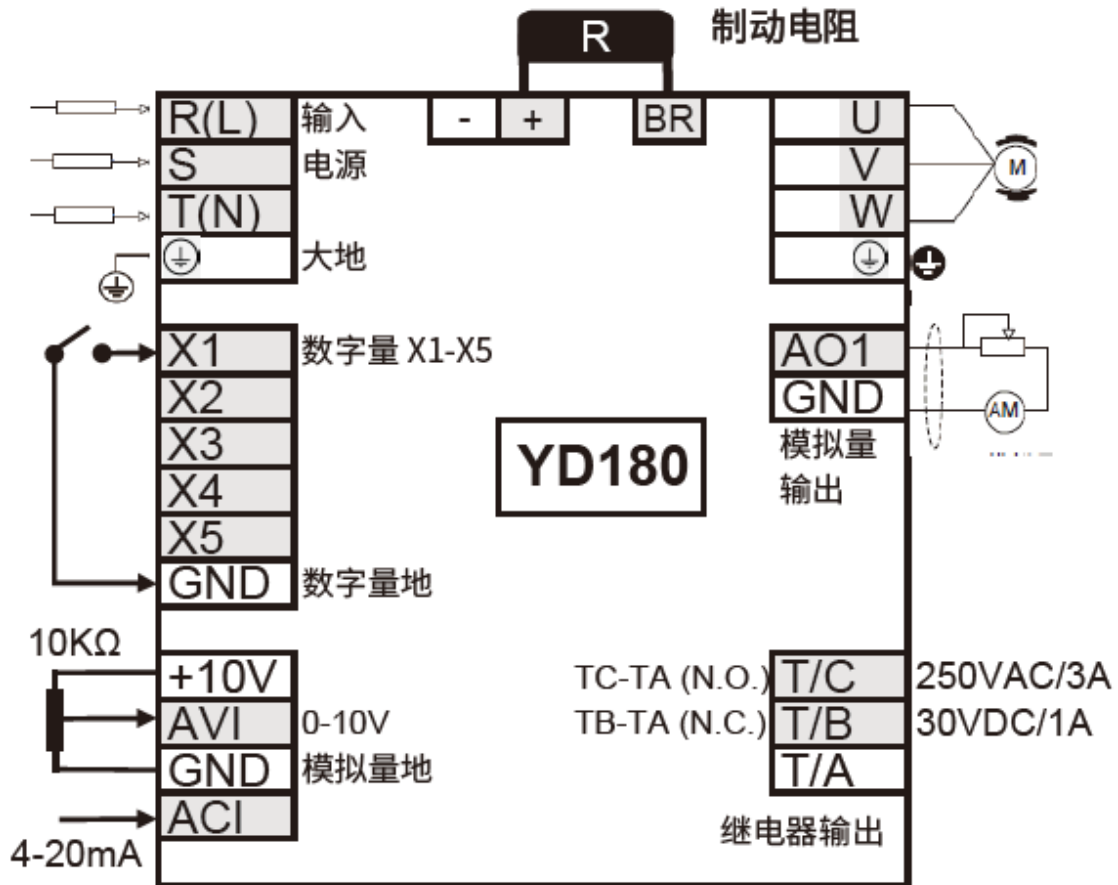 R
制动电阻
R(L) 输入
S 电源
T(N)
大地
- + BR
U
V
W
M
X1 数字量 X1-X5
X2
X3
X4
X5
GND 数字量地
YD180
AO1
GND
模拟量
输出
AM
10KΩ
+10V
AVI 0-10V
GND 模拟量地
ACI
4-20mA
TC-TA (N.O.) T/C 250VAC/3A
TB-TA (N.C.) T/B 30VDC/1A
T/A
继电器输出